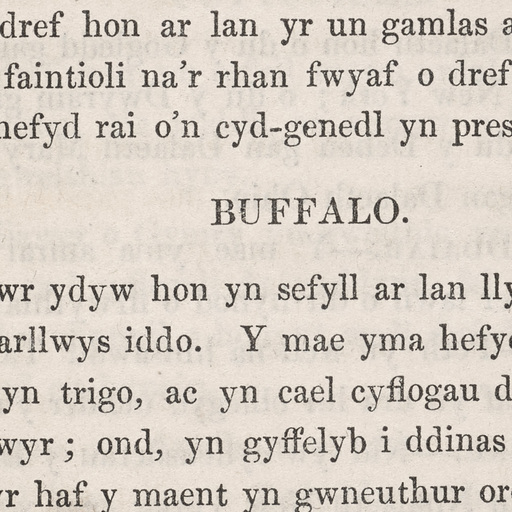 dref hon ar lan yr un gamlas a
faintioli na'r rhan fwyaf o dref
hefyd rai o'n cyd-genedl yn pres
BUFFALO.
wr ydyw hon yn sefyll ar lan lly
arllwys iddo. Y mae yma hefy
yn trigo, ac yn cael cyflogau d
wyr; ond, yn gyffelyb i ddinas
yr haf y maent yn gwneuthur or